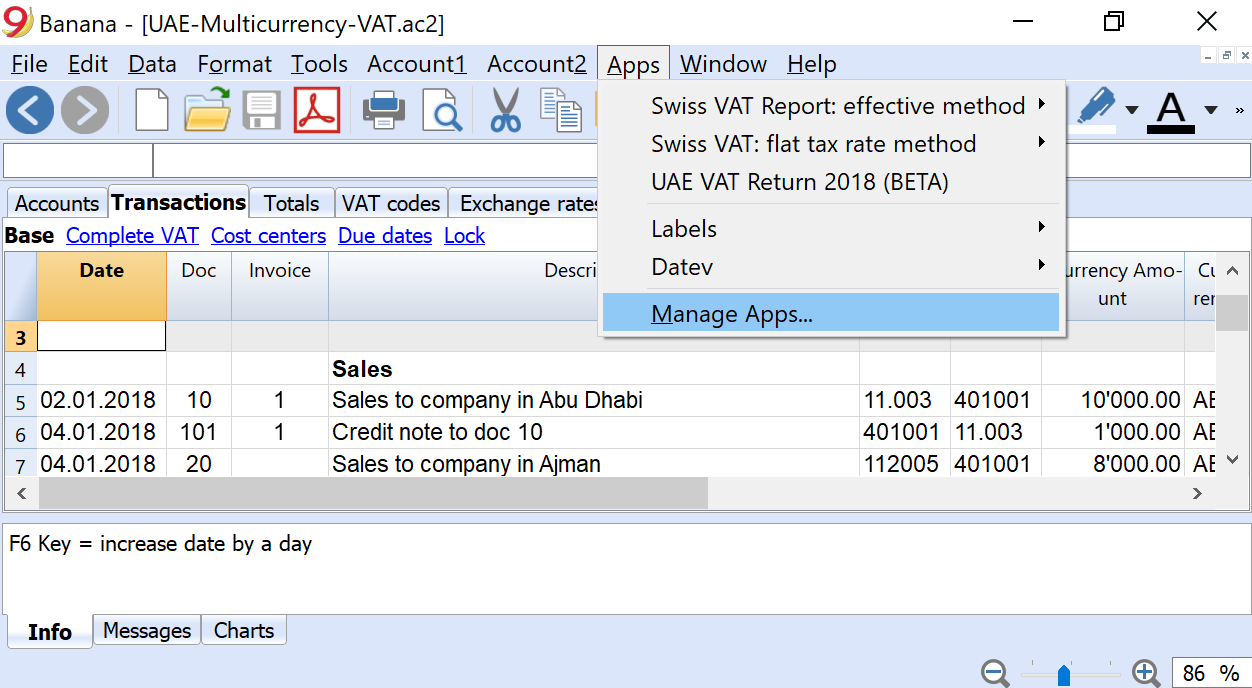 Banana - [UAE-Multicurrency-VAT.ac2]
File Edit Data Format Tools Account1 Account2 Apps Window Help
Swiss VAT Report: effective method
Swiss VAT: flat tax rate method
UAE VAT Return 2018 (BETA)
Labels
Datev
Manage Apps...
A »
Accounts Transactions Totals VAT codes Exchange rates
Base Complete VAT Cost centers Due dates Lock
Date Doc Invoice Descri urrency Amo- Cu
unt rer
3
4 Sales
5 02.01.2018 10 1 Sales to company in Abu Dhabi 11.003 401001 10'000.00 AE
6 04.01.2018 101 1 Credit note to doc 10 401001 11.003 1'000.00 AE
7 04.01.2018 20 Sales to company in Ajman 112005 401001 8'000.00 AE
F6 Key = increase date by a day
Info Messages Charts
86 %